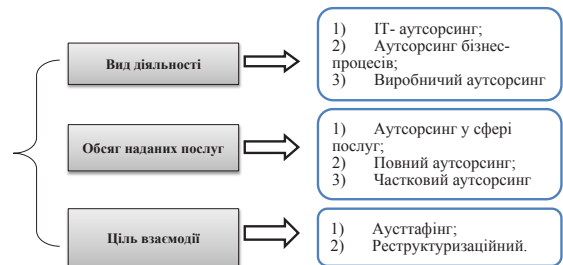 Вид діяльності
1) ІТ- аутсорсинг;
2) Аутсорсинг бізнес-
процесів;
3) Виробничий аутсорсинг
Обсяг наданих послуг
1) Аутсорсинг у сфері
послуг;
2) Повний аутсорсинг;
3) Частковий аутсорсинг
Ціль взаємодії
1) Аусттафінг;
2) Реструктуризаційний.